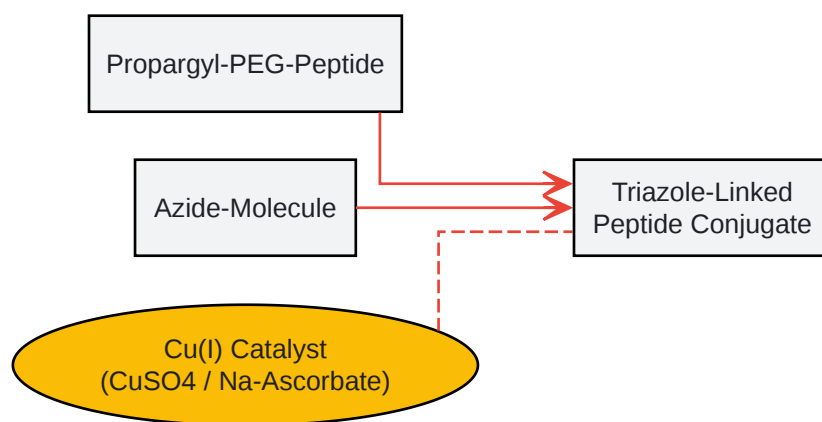 Propargyl-PEG-Peptide
Azide-Molecule
Triazole-Linked
Peptide Conjugate
Cu(I) Catalyst
(CuSO4 / Na-Ascorbate)